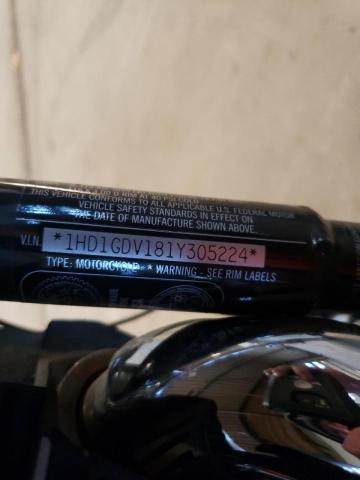 THIS VEHICLE CONFORMS TO ALL APPLICABLE U.S. FEDERAL MOTOR
VEHICLE SAFETY STANDARDS IN EFFECT ON
THE DATE OF MANUFACTURE SHOWN ABOVE.
V.I.N. *1HD1GDV181Y305224*
TYPE: MOTORCYCLE * WARNING - SEE RIM LABELS